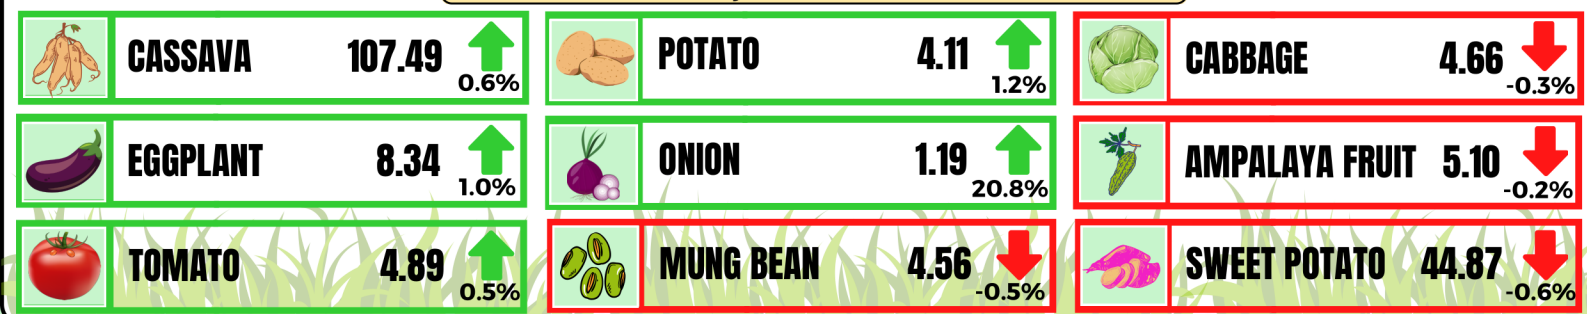 CASSAVA 107.49 0.6%
POTATO 4.11 1.2%
CABBAGE 4.66 -0.3%
EGGPLANT 8.34 1.0%
ONION 1.19 20.8%
AMPALAYA FRUIT 5.10 -0.2%
TOMATO 4.89 0.5%
MUNG BEAN 4.56 -0.5%
SWEET POTATO 44.87 -0.6%